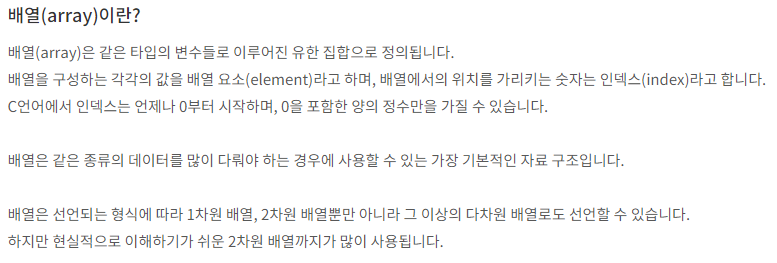 배열(array)이란?
배열(array)은 같은 타입의 변수들로 이루어진 유한 집합으로 정의됩니다.
배열을 구성하는 각각의 값을 배열 요소(element)라고 하며, 배열에서의 위치를 가리키는 숫자는 인덱스(index)라고 합니다.
C언어에서 인덱스는 언제나 0부터 시작하며, 0을 포함한 양의 정수만을 가질 수 있습니다.
배열은 같은 종류의 데이터를 많이 다뤄야 하는 경우에 사용할 수 있는 가장 기본적인 자료 구조입니다.
배열은 선언되는 형식에 따라 1차원 배열, 2차원 배열뿐만 아니라 그 이상의 다차원 배열로도 선언할 수 있습니다.
하지만 현실적으로 이해하기가 쉬운 2차원 배열까지가 많이 사용됩니다.